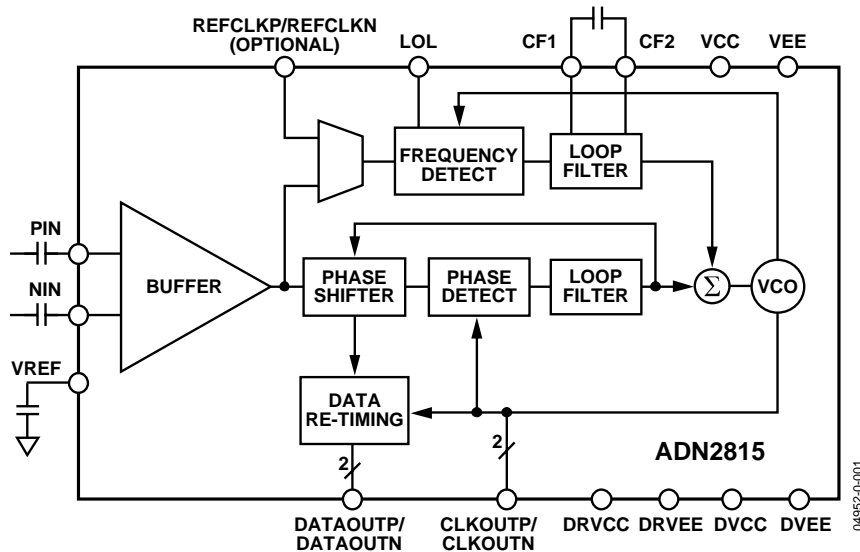 REFCLKP/REFCLKN
(OPTIONAL)
LOL
CF1
CF2
VCC
VEE
FREQUENCY
DETECT
LOOP
FILTER
PIN
NIN
VREF
BUFFER
PHASE
SHIFTER
PHASE
DETECT
LOOP
FILTER
Σ
VCO
DATA
RE-TIMING
2
2
ADN2815
DATAOUTP/
DATAOUTN
CLKOUTP/
CLKOUTN
DRVCC
DRVEE
DVCC
DVEE
04952-0-001